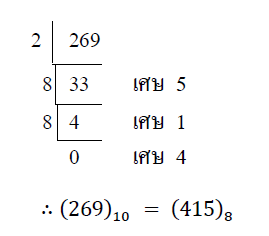 2 269
8 33 เศษ 5
8 4 เศษ 1
0 เศษ 4
∴ (269)₁₀ = (415)₈